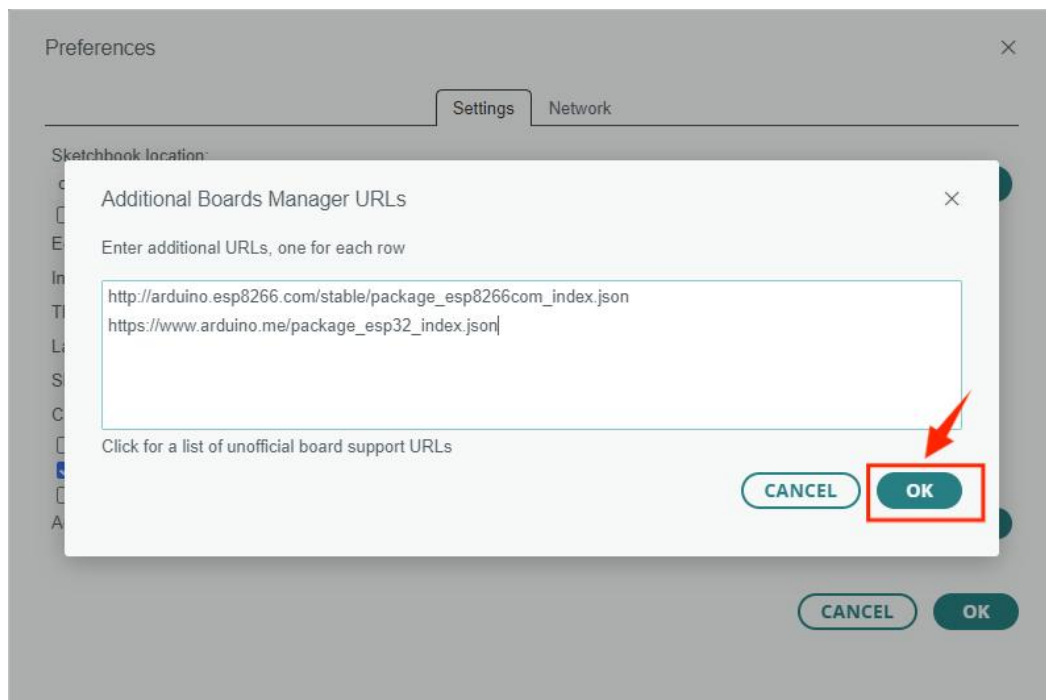 Preferences
Settings Network
Sketchbook location:
Additional Boards Manager URLs
Enter additional URLs, one for each row
http://arduino.esp8266.com/stable/package_esp8266com_index.json
https://www.arduino.me/package_esp32_index.json
Click for a list of unofficial board support URLs
CANCEL OK
CANCEL OK